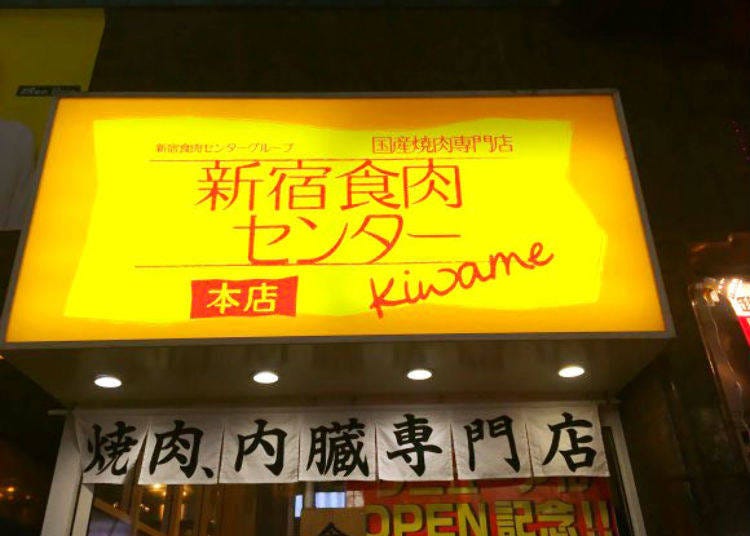 新宿食肉センターグループ 国産焼肉専門店
新宿食肉
センター
本店 Kiwame
焼肉、内臓専門店
OPEN記念!!